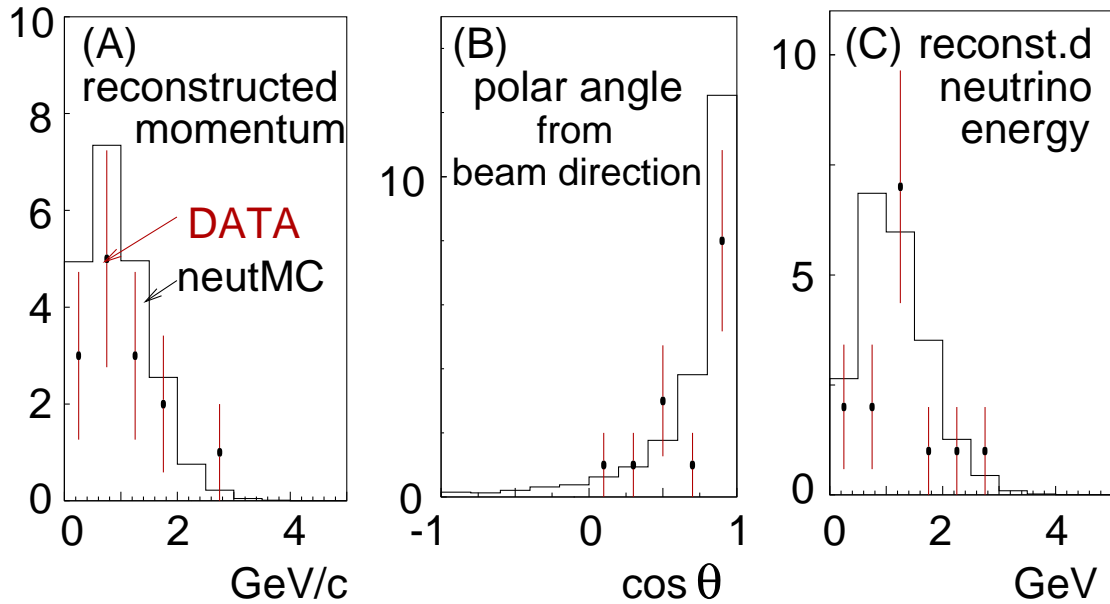 (A)
reconstructed
momentum
DATA
neutMC
10
8
6
4
2
0
0
2
4
GeV/c
(B)
polar angle
from
beam direction
10
0
-1
0
1
cos θ
(C) reconst.d
neutrino
energy
10
5
0
0
2
4
GeV